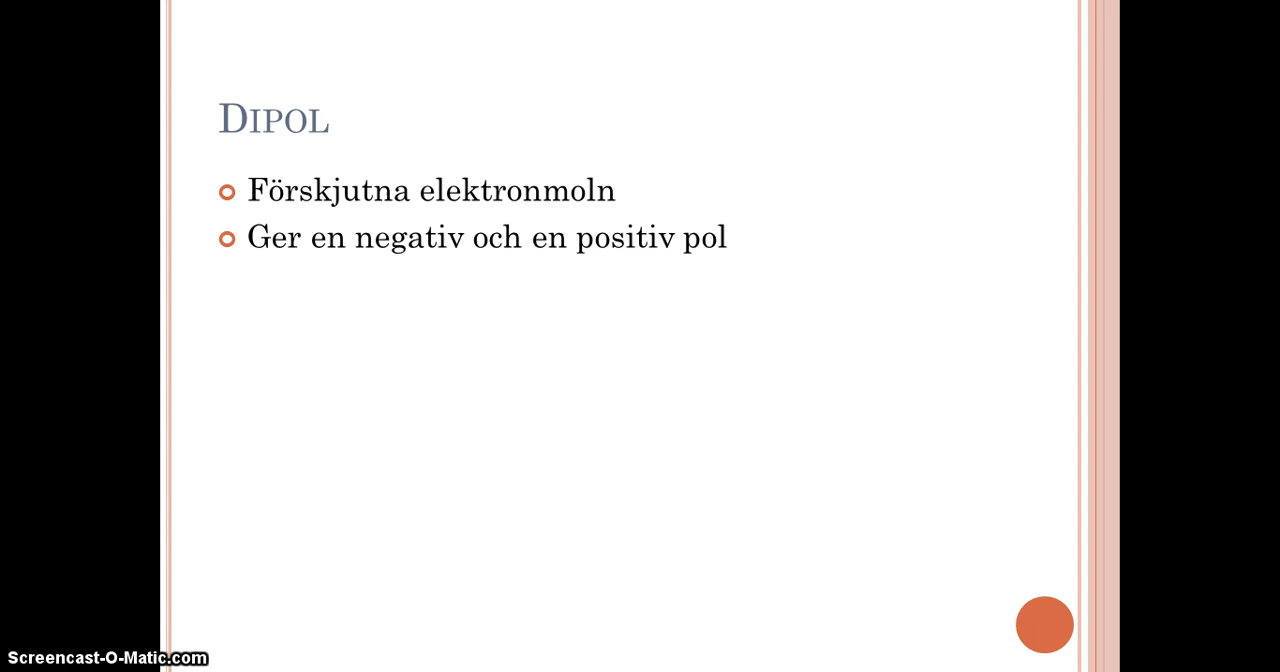 Dipol
Förskjutna elektronmoln
Ger en negativ och en positiv pol
Screencast-O-Matic.com